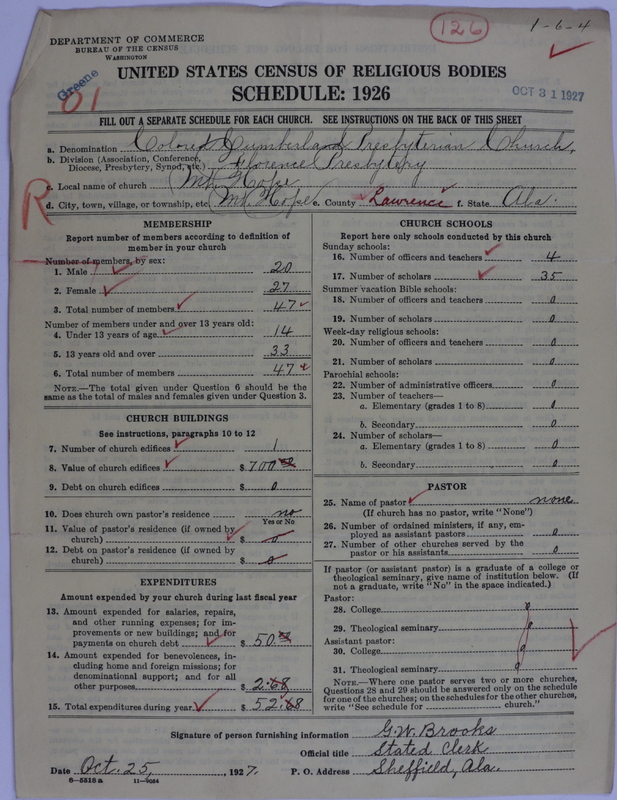 126
1-6-4
DEPARTMENT OF COMMERCE
BUREAU OF THE CENSUS
WASHINGTON
Greene
01
UNITED STATES CENSUS OF RELIGIOUS BODIES
SCHEDULE: 1926
OCT 31 1927
FILL OUT A SEPARATE SCHEDULE FOR EACH CHURCH. SEE INSTRUCTIONS ON THE BACK OF THIS SHEET
a. Denomination Colored Cumberland Presbyterian Church.
b. Division (Association, Conference, Diocese, Presbytery, Synod, etc.) Florence Presbytery
R
c. Local name of church Mt. Hope
d. City, town, village, or township, etc. Mt. Hope e. County Lawrence f. State Ala.
MEMBERSHIP
Report number of members according to definition of
member in your church
Number of members, by sex:
1. Male 20
2. Female 27
3. Total number of members 47
Number of members under and over 13 years old:
4. Under 13 years of age 14
5. 13 years old and over 33
6. Total number of members 47
NOTE.—The total given under Question 6 should be the
same as the total of males and females given under Question 3.
CHURCH BUILDINGS
See instructions, paragraphs 10 to 12
7. Number of church edifices 1
8. Value of church edifices $ 700
9. Debt on church edifices $ 0
10. Does church own pastor's residence no
Yes or No
11. Value of pastor's residence (if owned by
church) $ 0
12. Debt on pastor's residence (if owned by
church) $ 0
EXPENDITURES
Amount expended by your church during last fiscal year
13. Amount expended for salaries, repairs,
and other running expenses; for im-
provements or new buildings; and for
payments on church debt $ 50
14. Amount expended for benevolences, in-
cluding home and foreign missions; for
denominational support; and for all
other purposes $ 2.68
15. Total expenditures during year $ 52.68
CHURCH SCHOOLS
Report here only schools conducted by this church
Sunday schools:
16. Number of officers and teachers 4
17. Number of scholars 35
Summer vacation Bible schools:
18. Number of officers and teachers 0
19. Number of scholars 0
Week-day religious schools:
20. Number of officers and teachers 0
21. Number of scholars 0
Parochial schools:
22. Number of administrative officers 0
23. Number of teachers—
a. Elementary (grades 1 to 8) 0
b. Secondary 0
24. Number of scholars—
a. Elementary (grades 1 to 8) 0
b. Secondary 0
PASTOR
25. Name of pastor none
(If church has no pastor, write "None")
26. Number of ordained ministers, if any, em-
ployed as assistant pastors 0
27. Number of other churches served by the
pastor or his assistants 0
If pastor (or assistant pastor) is a graduate of a college or
theological seminary, give name of institution below. (If
not a graduate, write "No" in the space indicated.)
Pastor:
28. College
29. Theological seminary
Assistant pastor:
30. College
31. Theological seminary
NOTE.—Where one pastor serves two or more churches,
Questions 28 and 29 should be answered only on the schedule
for one of the churches; on the schedules for the other churches,
write "See schedule for church."
Signature of person furnishing information G.W. Brooks
Official title Stated Clerk
Date Oct. 25, 1927. P. O. Address Sheffield, Ala.
8-5518 a 11-9064